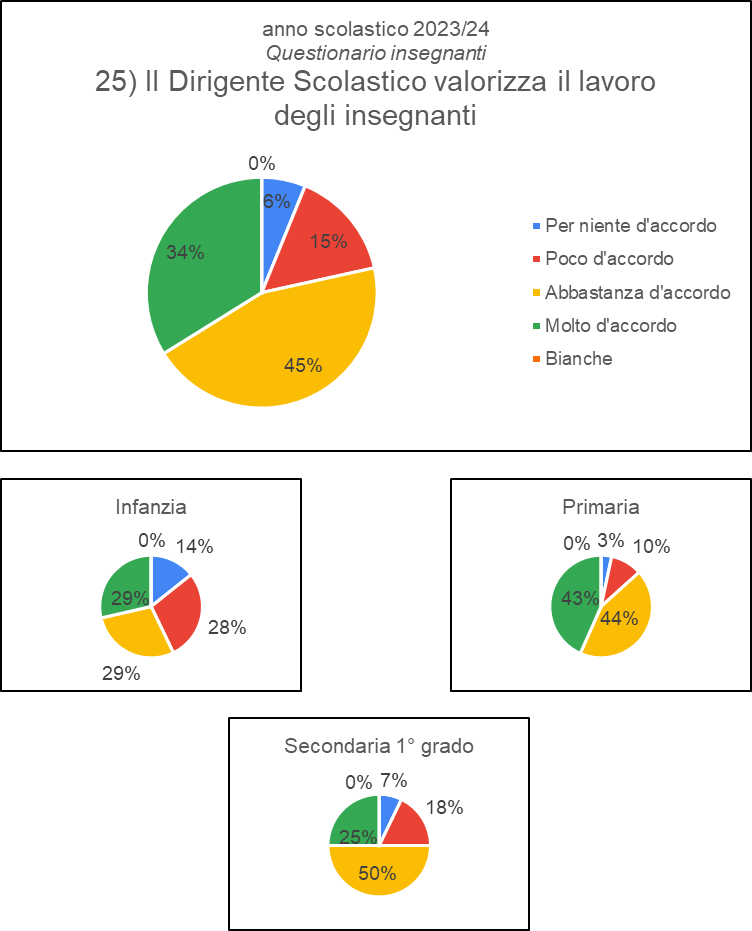 anno scolastico 2023/24
Questionario insegnanti
25) Il Dirigente Scolastico valorizza il lavoro
degli insegnanti
0%
6%
15%
34%
45%
Per niente d'accordo
Poco d'accordo
Abbastanza d'accordo
Molto d'accordo
Bianche
Infanzia
0%
14%
29%
28%
29%
Primaria
0%
3%
10%
43%
44%
Secondaria 1° grado
0%
7%
18%
25%
50%